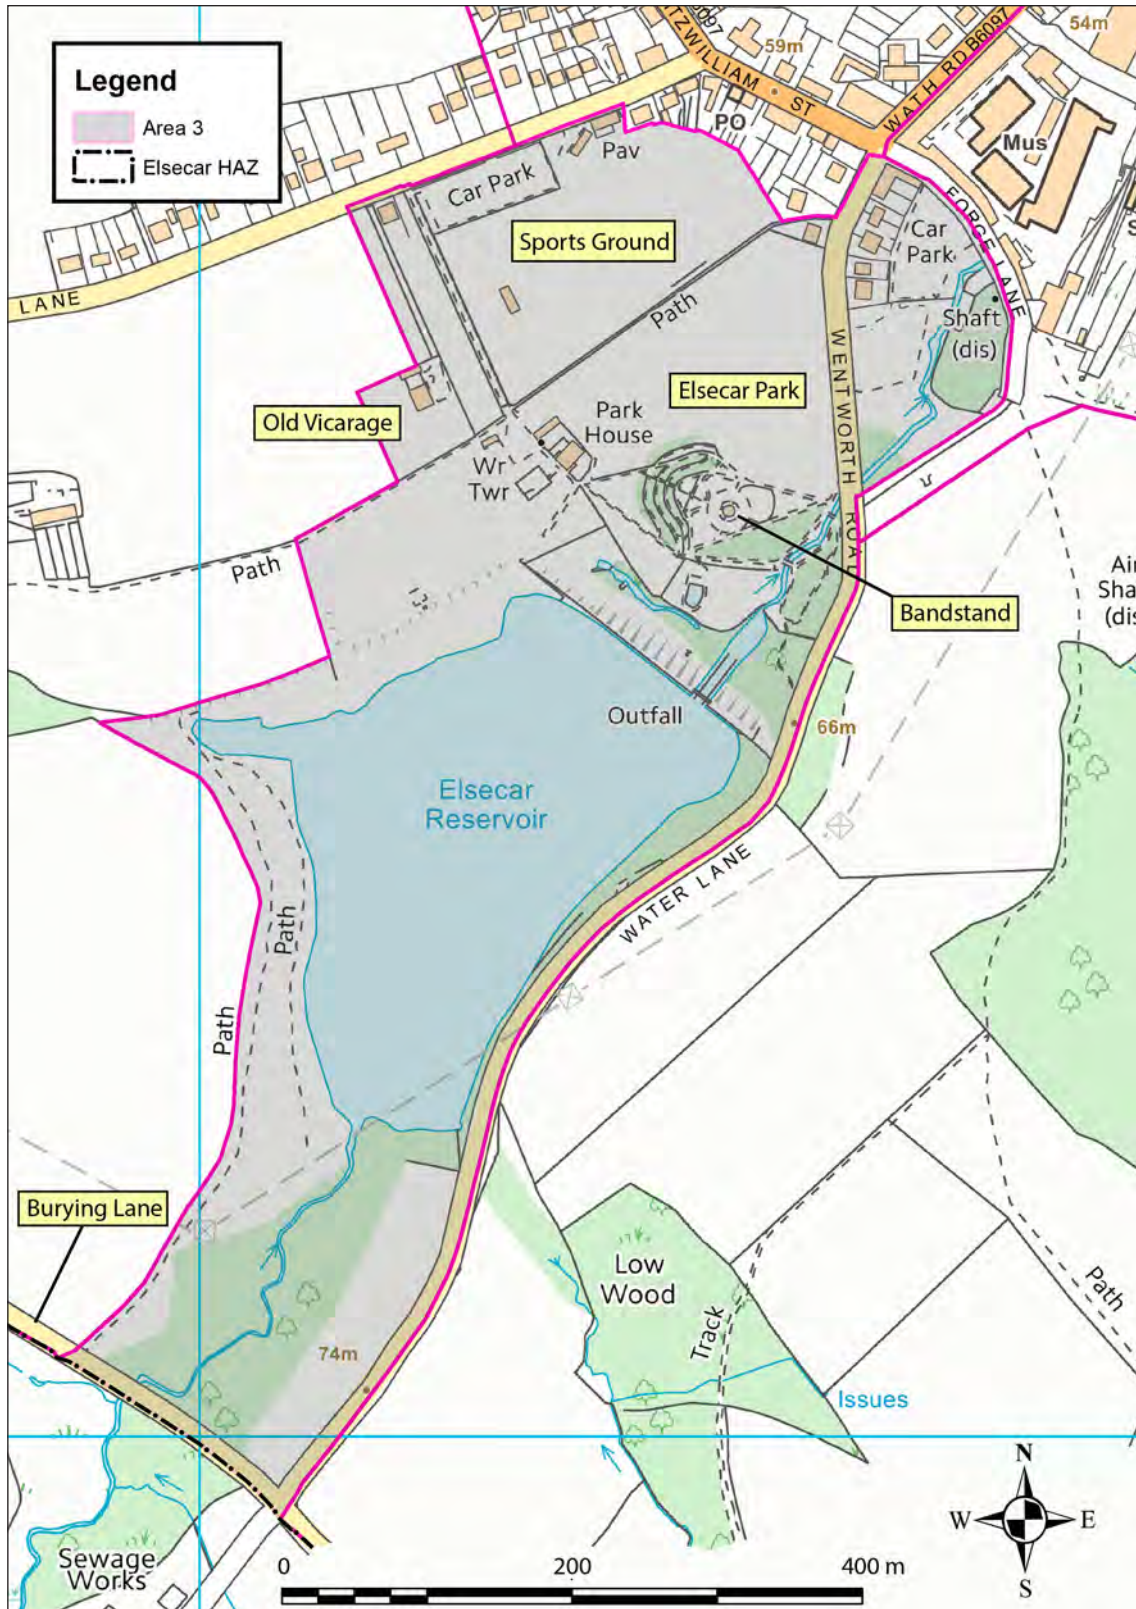 Legend
Area 3
Elsecar HAZ
6097
59m
54m
WATH RD B6097
ST
PO
Mus
Pav
Car Park
Sports Ground
FORGE LANE
Car
Park
LANE
Path
Shaft
(dis)
WENTWORTH ROAD
Elsecar Park
Old Vicarage
Park
House
Wr
Twr
Path
Bandstand
Outfall
66m
Elsecar
Reservoir
WATER LANE
Path
Path
Burying Lane
Low
Wood
Track
Path
74m
Issues
N
W
E
S
Sewage
Works
0
200
400 m